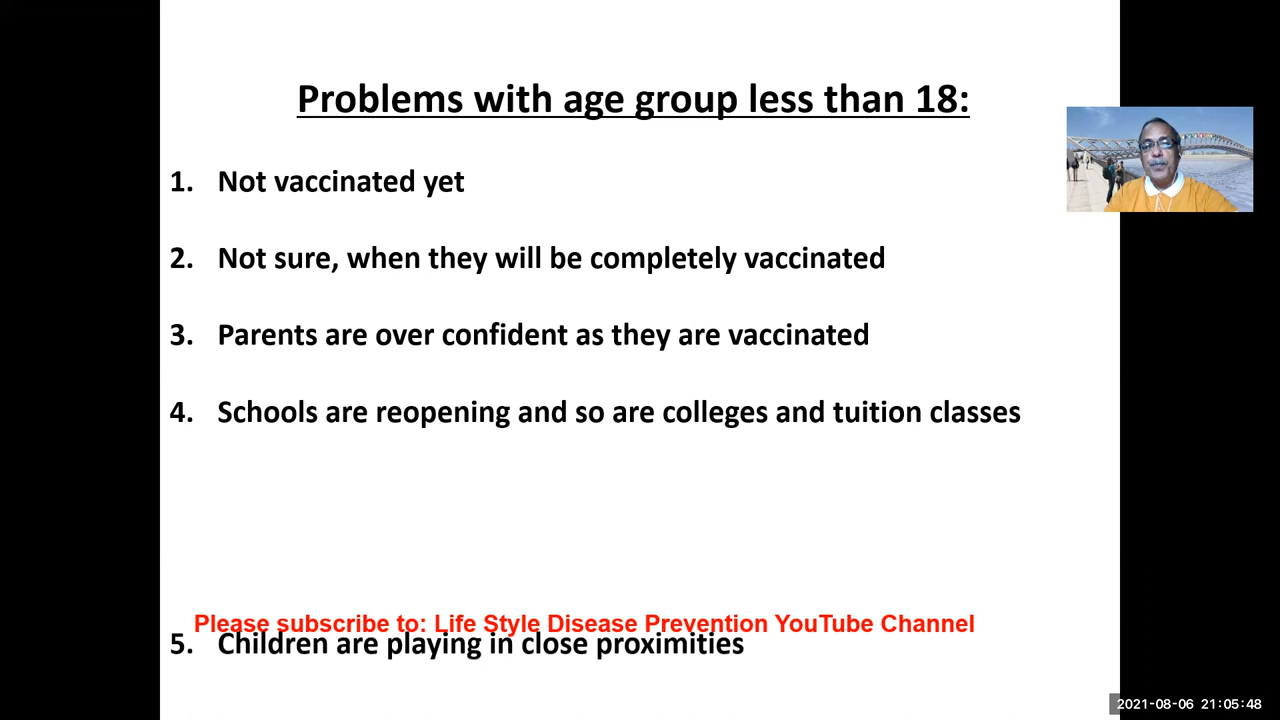 Problems with age group less than 18:
1. Not vaccinated yet
2. Not sure, when they will be completely vaccinated
3. Parents are over confident as they are vaccinated
4. Schools are reopening and so are colleges and tuition classes
Please subscribe to: Life Style Disease Prevention YouTube Channel
5. Children are playing in close proximities
2021-08-06 21:05:48